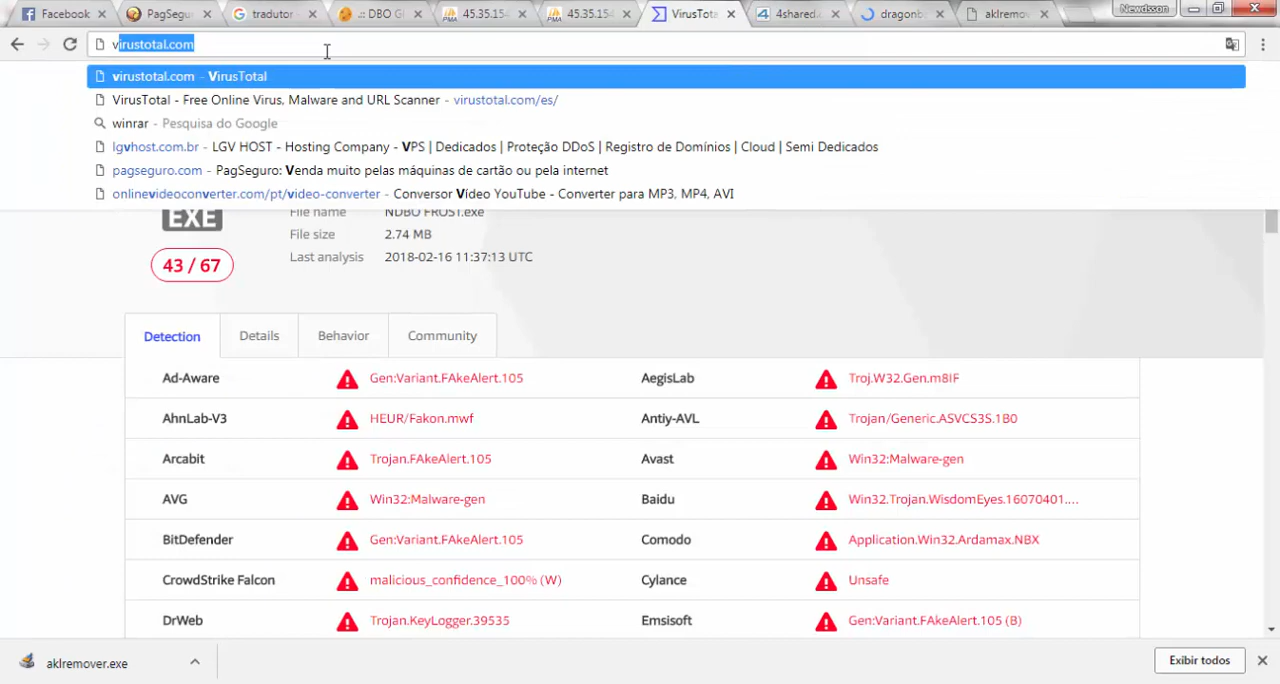 Facebook PagSegur tradutor .:: DBO Gl 45.35.154 45.35.154 VirusTota 4shared. dragonb aklremov Newdsson
virustotal.com
virustotal.com - VirusTotal
VirusTotal - Free Online Virus, Malware and URL Scanner - virustotal.com/es/
winrar - Pesquisa do Google
lgvhost.com.br - LGV HOST - Hosting Company - VPS | Dedicados | Proteção DDoS | Registro de Domínios | Cloud | Semi Dedicados
pagseguro.com - PagSeguro: Venda muito pelas máquinas de cartão ou pela internet
onlinevideoconverter.com/pt/video-converter - Conversor Vídeo YouTube - Converter para MP3, MP4, AVI
EXE File name NDBO FROST.exe
File size 2.74 MB
43 / 67 Last analysis 2018-02-16 11:37:13 UTC
Detection Details Behavior Community
Ad-Aware Gen:Variant.FAkeAlert.105 AegisLab Troj.W32.Gen.m8IF
AhnLab-V3 HEUR/Fakon.mwf Antiy-AVL Trojan/Generic.ASVCS3S.1B0
Arcabit Trojan.FAkeAlert.105 Avast Win32:Malware-gen
AVG Win32:Malware-gen Baidu Win32.Trojan.WisdomEyes.16070401....
BitDefender Gen:Variant.FAkeAlert.105 Comodo Application.Win32.Ardamax.NBX
CrowdStrike Falcon malicious_confidence_100% (W) Cylance Unsafe
DrWeb Trojan.KeyLogger.39535 Emsisoft Gen:Variant.FAkeAlert.105 (B)
aklremover.exe Exibir todos